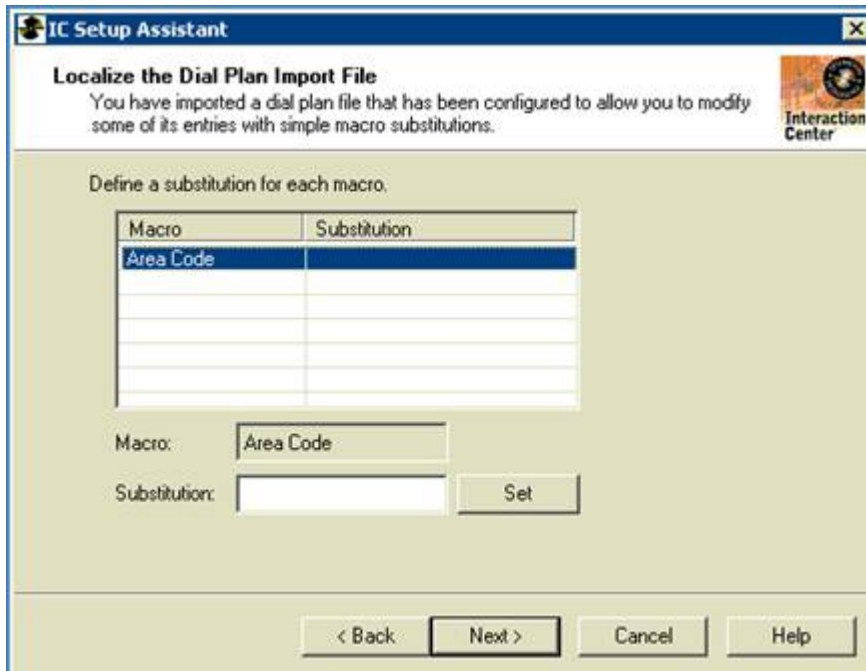 IC Setup Assistant
Localize the Dial Plan Import File
You have imported a dial plan file that has been configured to allow you to modify
some of its entries with simple macro substitutions.
Interaction
Center
Define a substitution for each macro.
Macro Substitution
Area Code
Macro: Area Code
Substitution: Set
< Back Next > Cancel Help